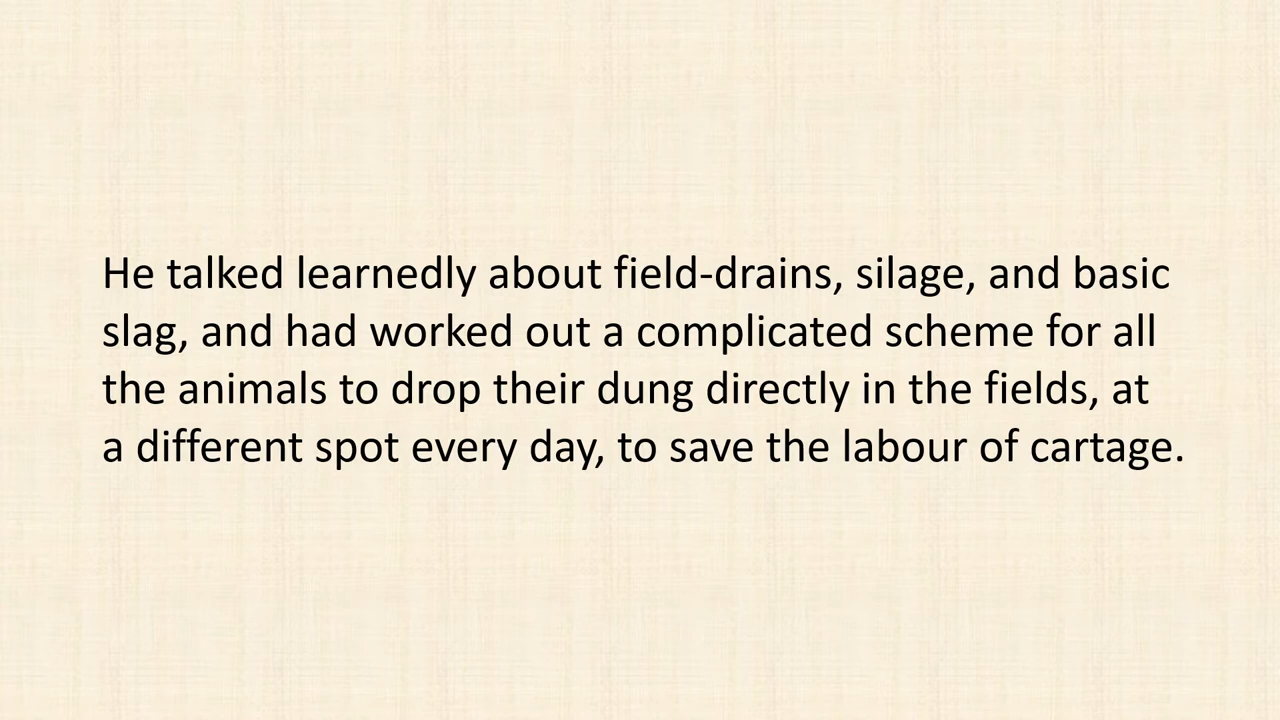 He talked learnedly about field-drains, silage, and basic
slag, and had worked out a complicated scheme for all
the animals to drop their dung directly in the fields, at
a different spot every day, to save the labour of cartage.